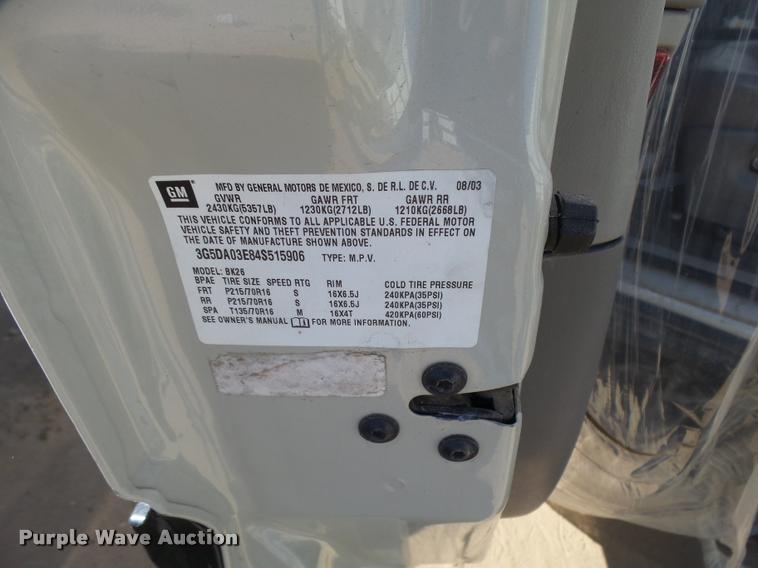 GM
MFD BY GENERAL MOTORS DE MEXICO, S. DE R.L. DE C.V. 08/03
GVWR GAWR FRT GAWR RR
2430KG(5357LB) 1230KG(2712LB) 1210KG(2668LB)
THIS VEHICLE CONFORMS TO ALL APPLICABLE U.S. FEDERAL MOTOR
VEHICLE SAFETY AND THEFT PREVENTION STANDARDS IN EFFECT ON
THE DATE OF MANUFACTURE SHOWN ABOVE.
3G5DA03E84S515906 TYPE: M.P.V.
MODEL: BK26
BPAE TIRE SIZE SPEED RTG RIM COLD TIRE PRESSURE
FRT P215/70R16 S 16X6.5J 240KPA(35PSI)
RR P215/70R16 S 16X6.5J 240KPA(35PSI)
SPA T135/70R16 M 16X4T 420KPA(60PSI)
SEE OWNER'S MANUAL FOR MORE INFORMATION.
Purple Wave Auction